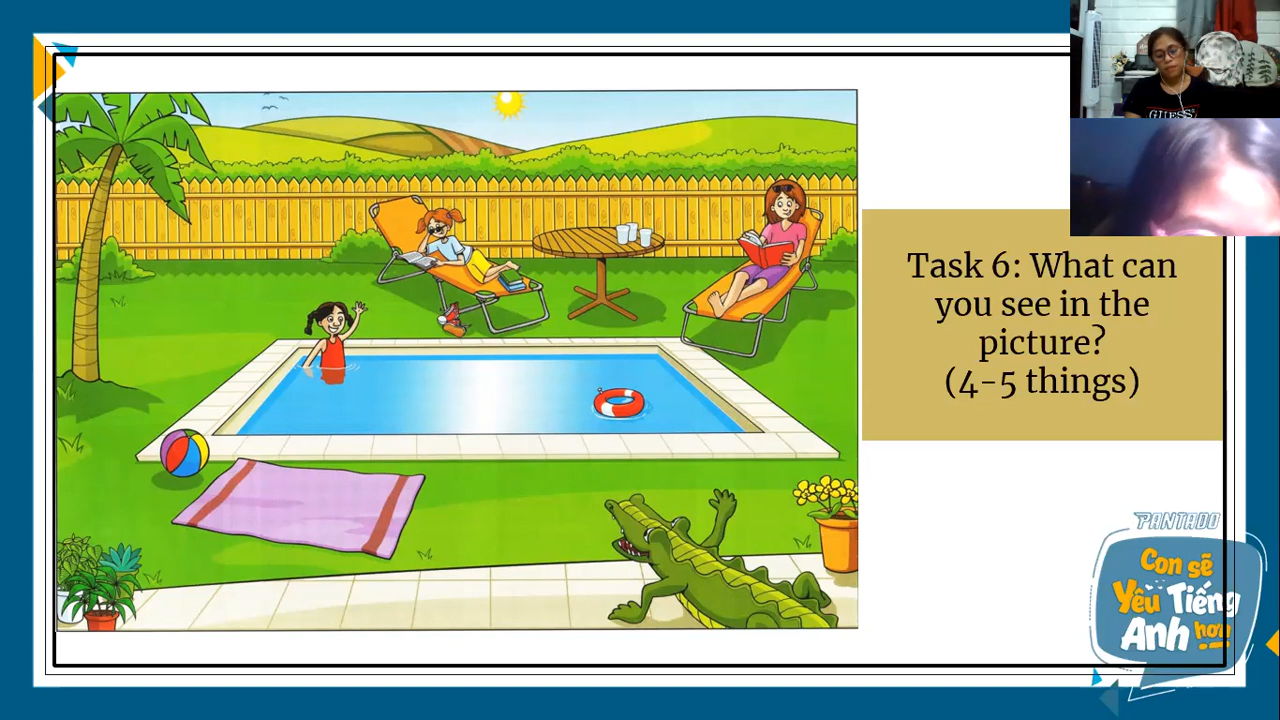 GUESS
Task 6: What can
you see in the
picture?
(4-5 things)
PANTADO
Con sẽ
Yêu Tiếng
Anh hơn